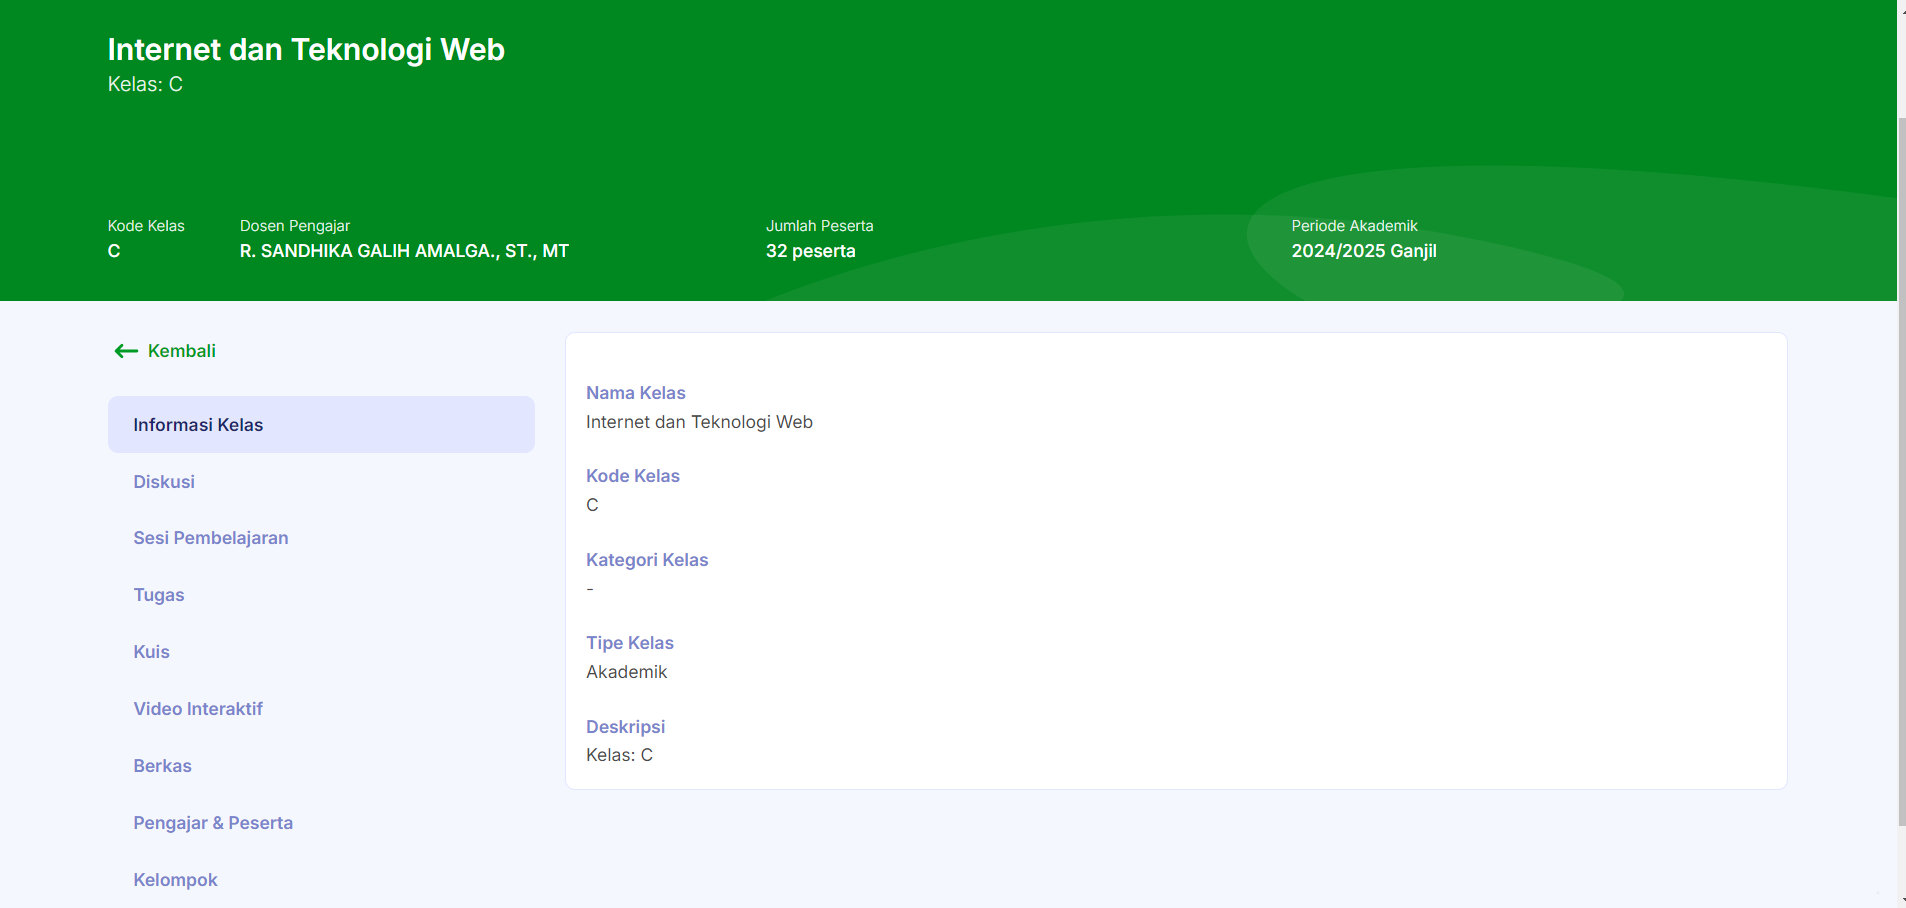 Internet dan Teknologi Web
Kelas: C
Kode Kelas
C
Dosen Pengajar
R. SANDHIKA GALIH AMALGA., ST., MT
Jumlah Peserta
32 peserta
Periode Akademik
2024/2025 Ganjil
Kembali
Informasi Kelas
Diskusi
Sesi Pembelajaran
Tugas
Kuis
Video Interaktif
Berkas
Pengajar & Peserta
Kelompok
Nama Kelas
Internet dan Teknologi Web
Kode Kelas
C
Kategori Kelas
-
Tipe Kelas
Akademik
Deskripsi
Kelas: C